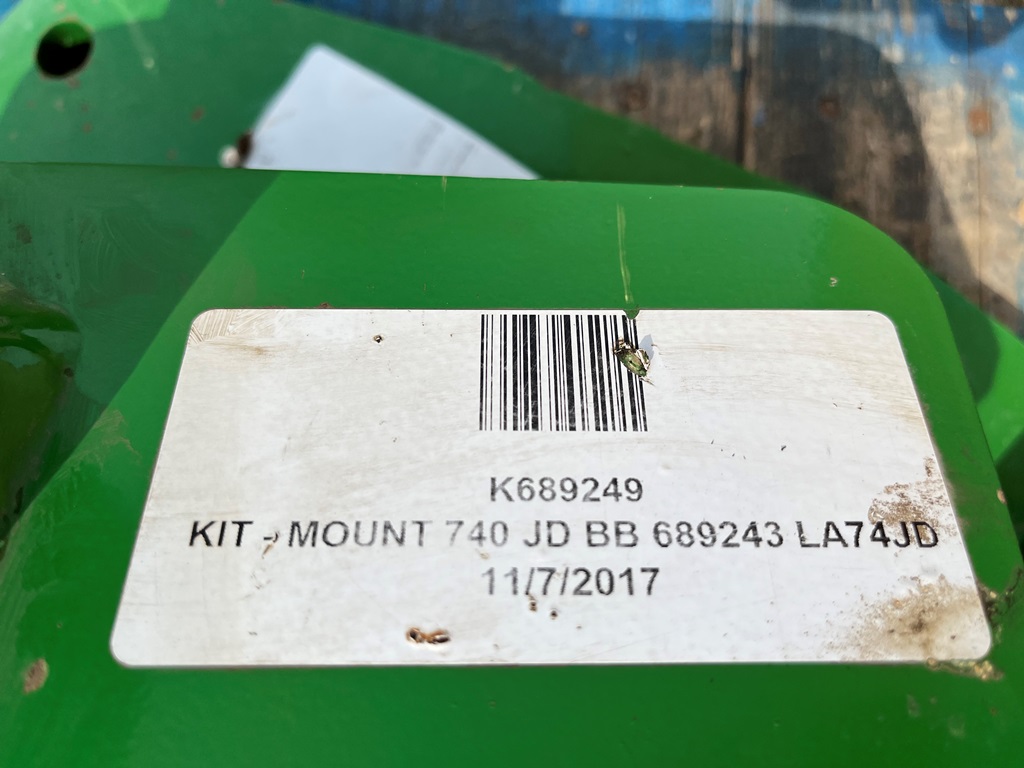 K689249
KIT - MOUNT 740 JD BB 689243 LA74JD
11/7/2017